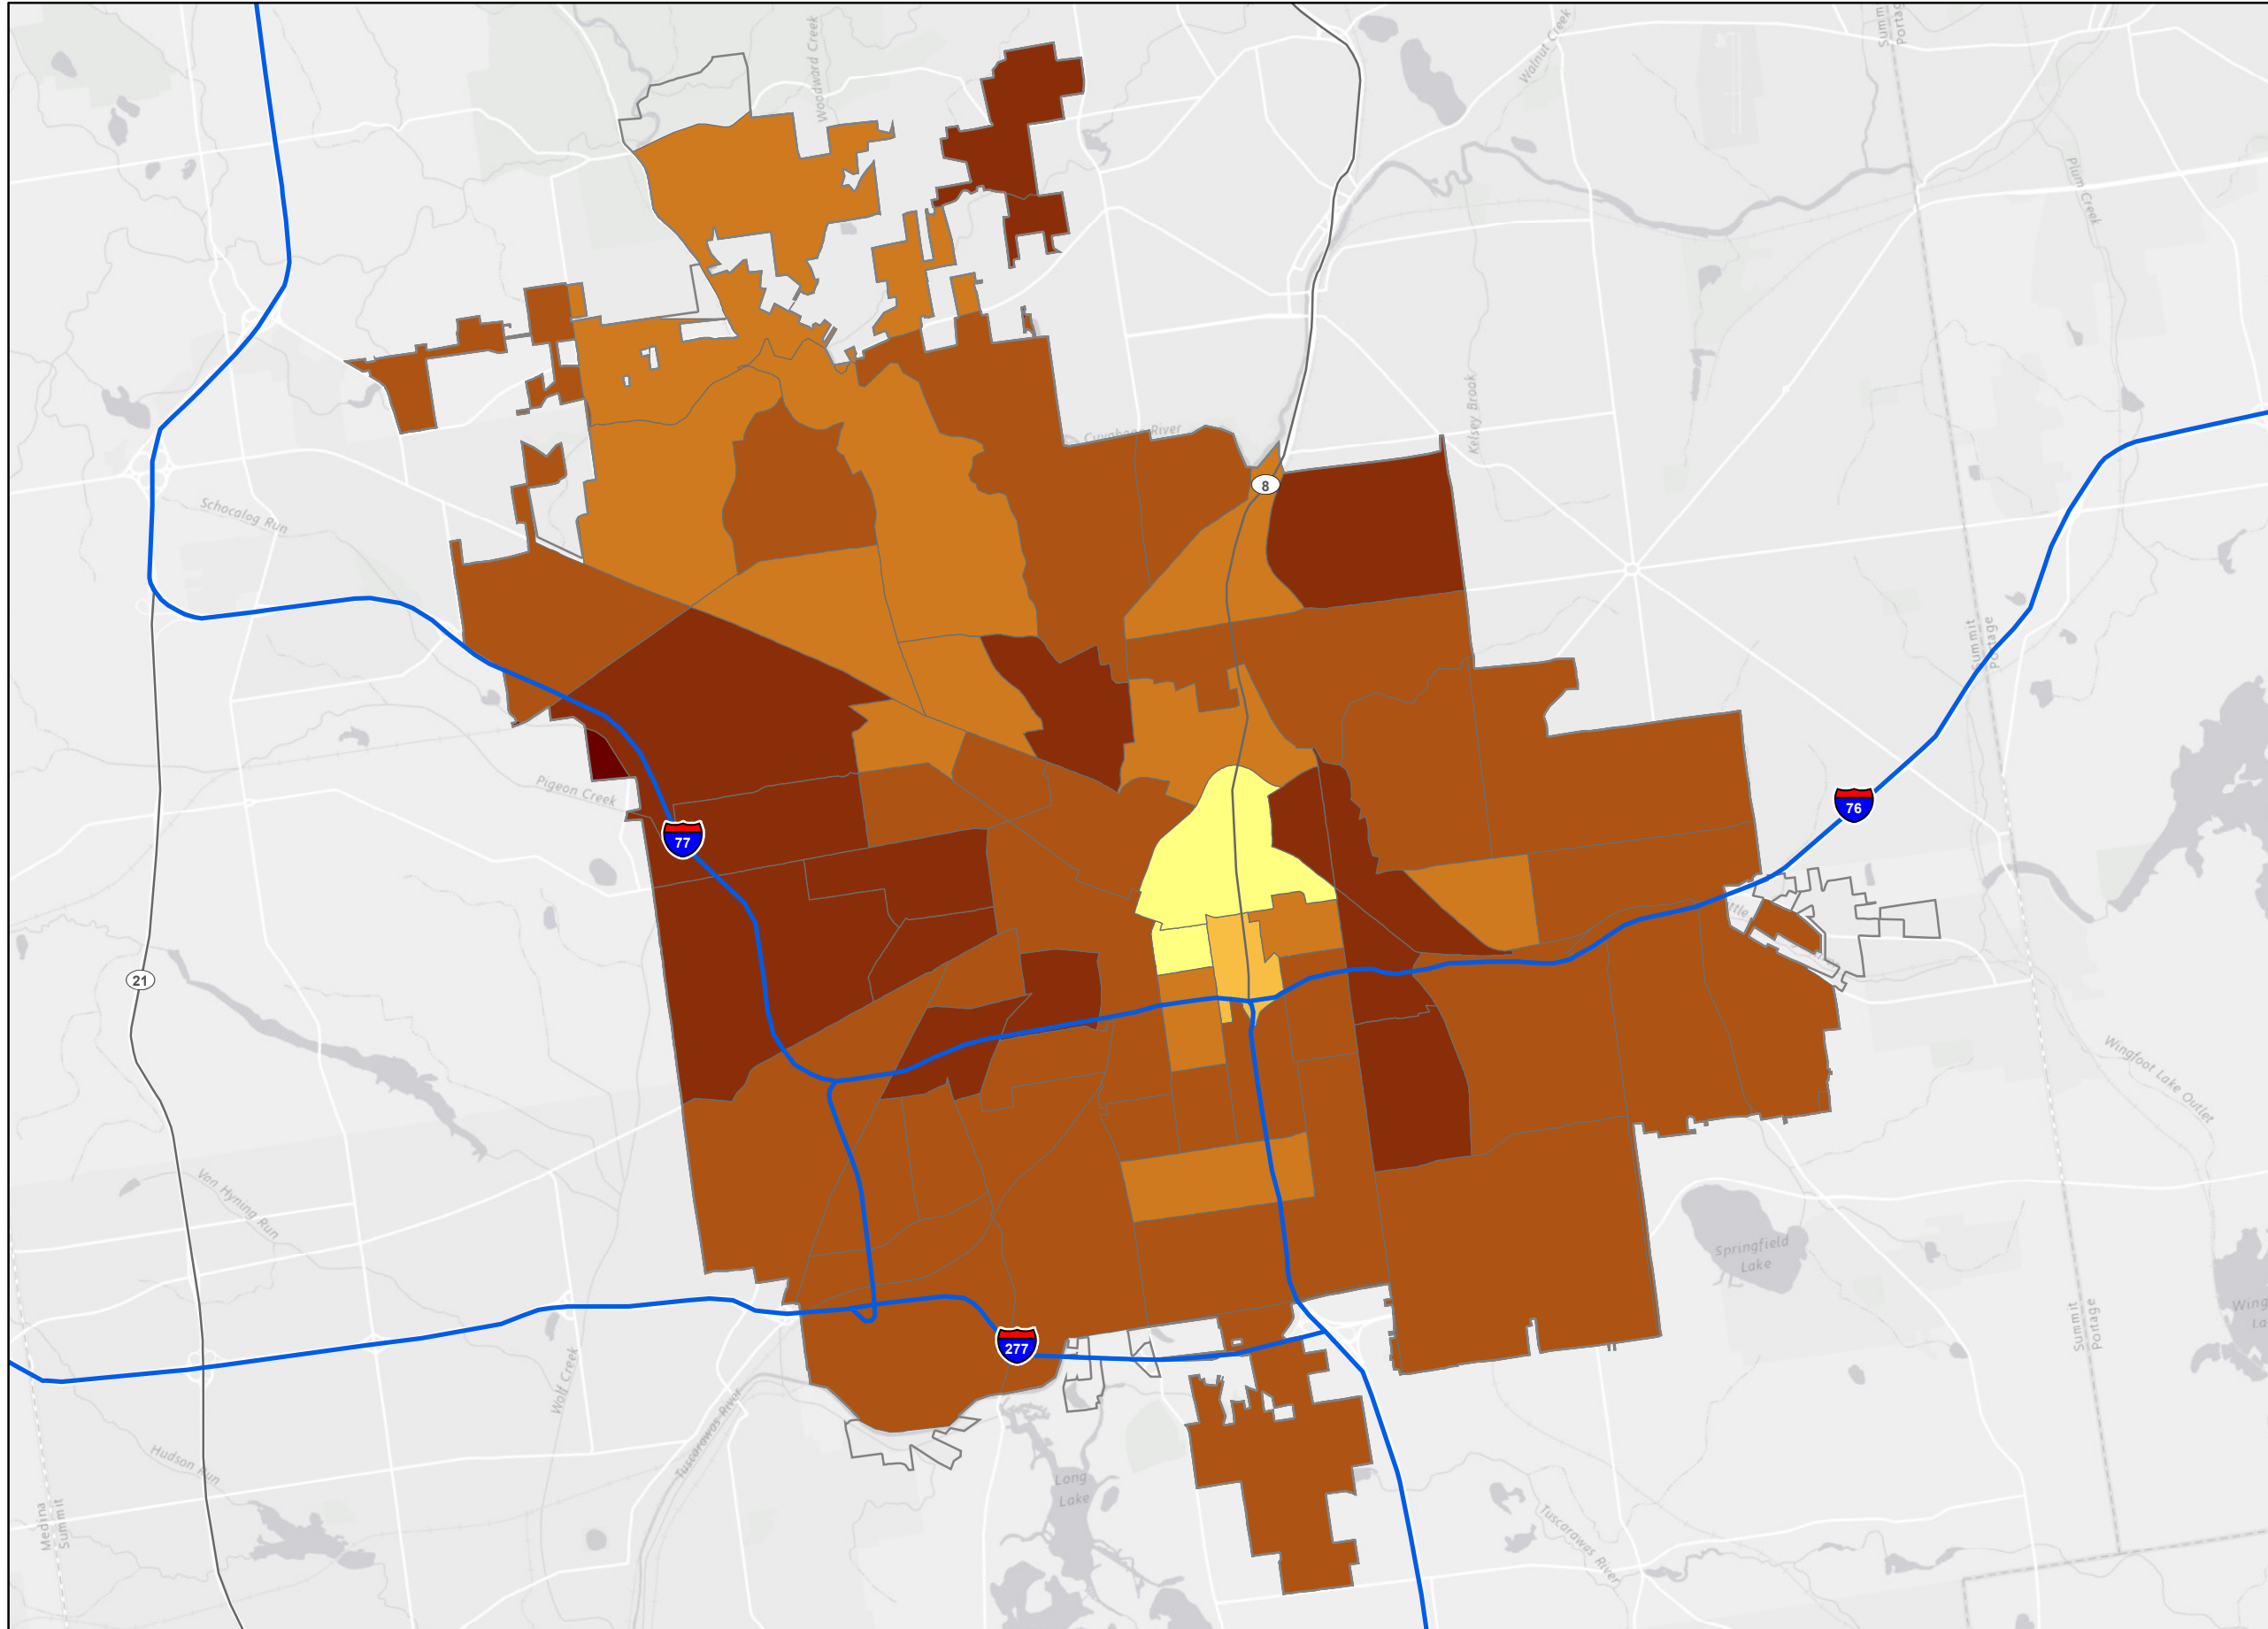 Woodward Creek
Walnut Creek
Summit
Portage
Plum Creek
Cuyahoga River
Kelsey Brook
8
Schocalog Run
Summit
Portage
Pigeon Creek
77
76
21
Wingfoot Lake Outlet
Van Hyning Run
Springfield
Lake
Summit
Portage
277
Wolf Creek
Tuscarawas River
Hudson Run
Long
Lake
Medina
Summit
Tuscarawas River